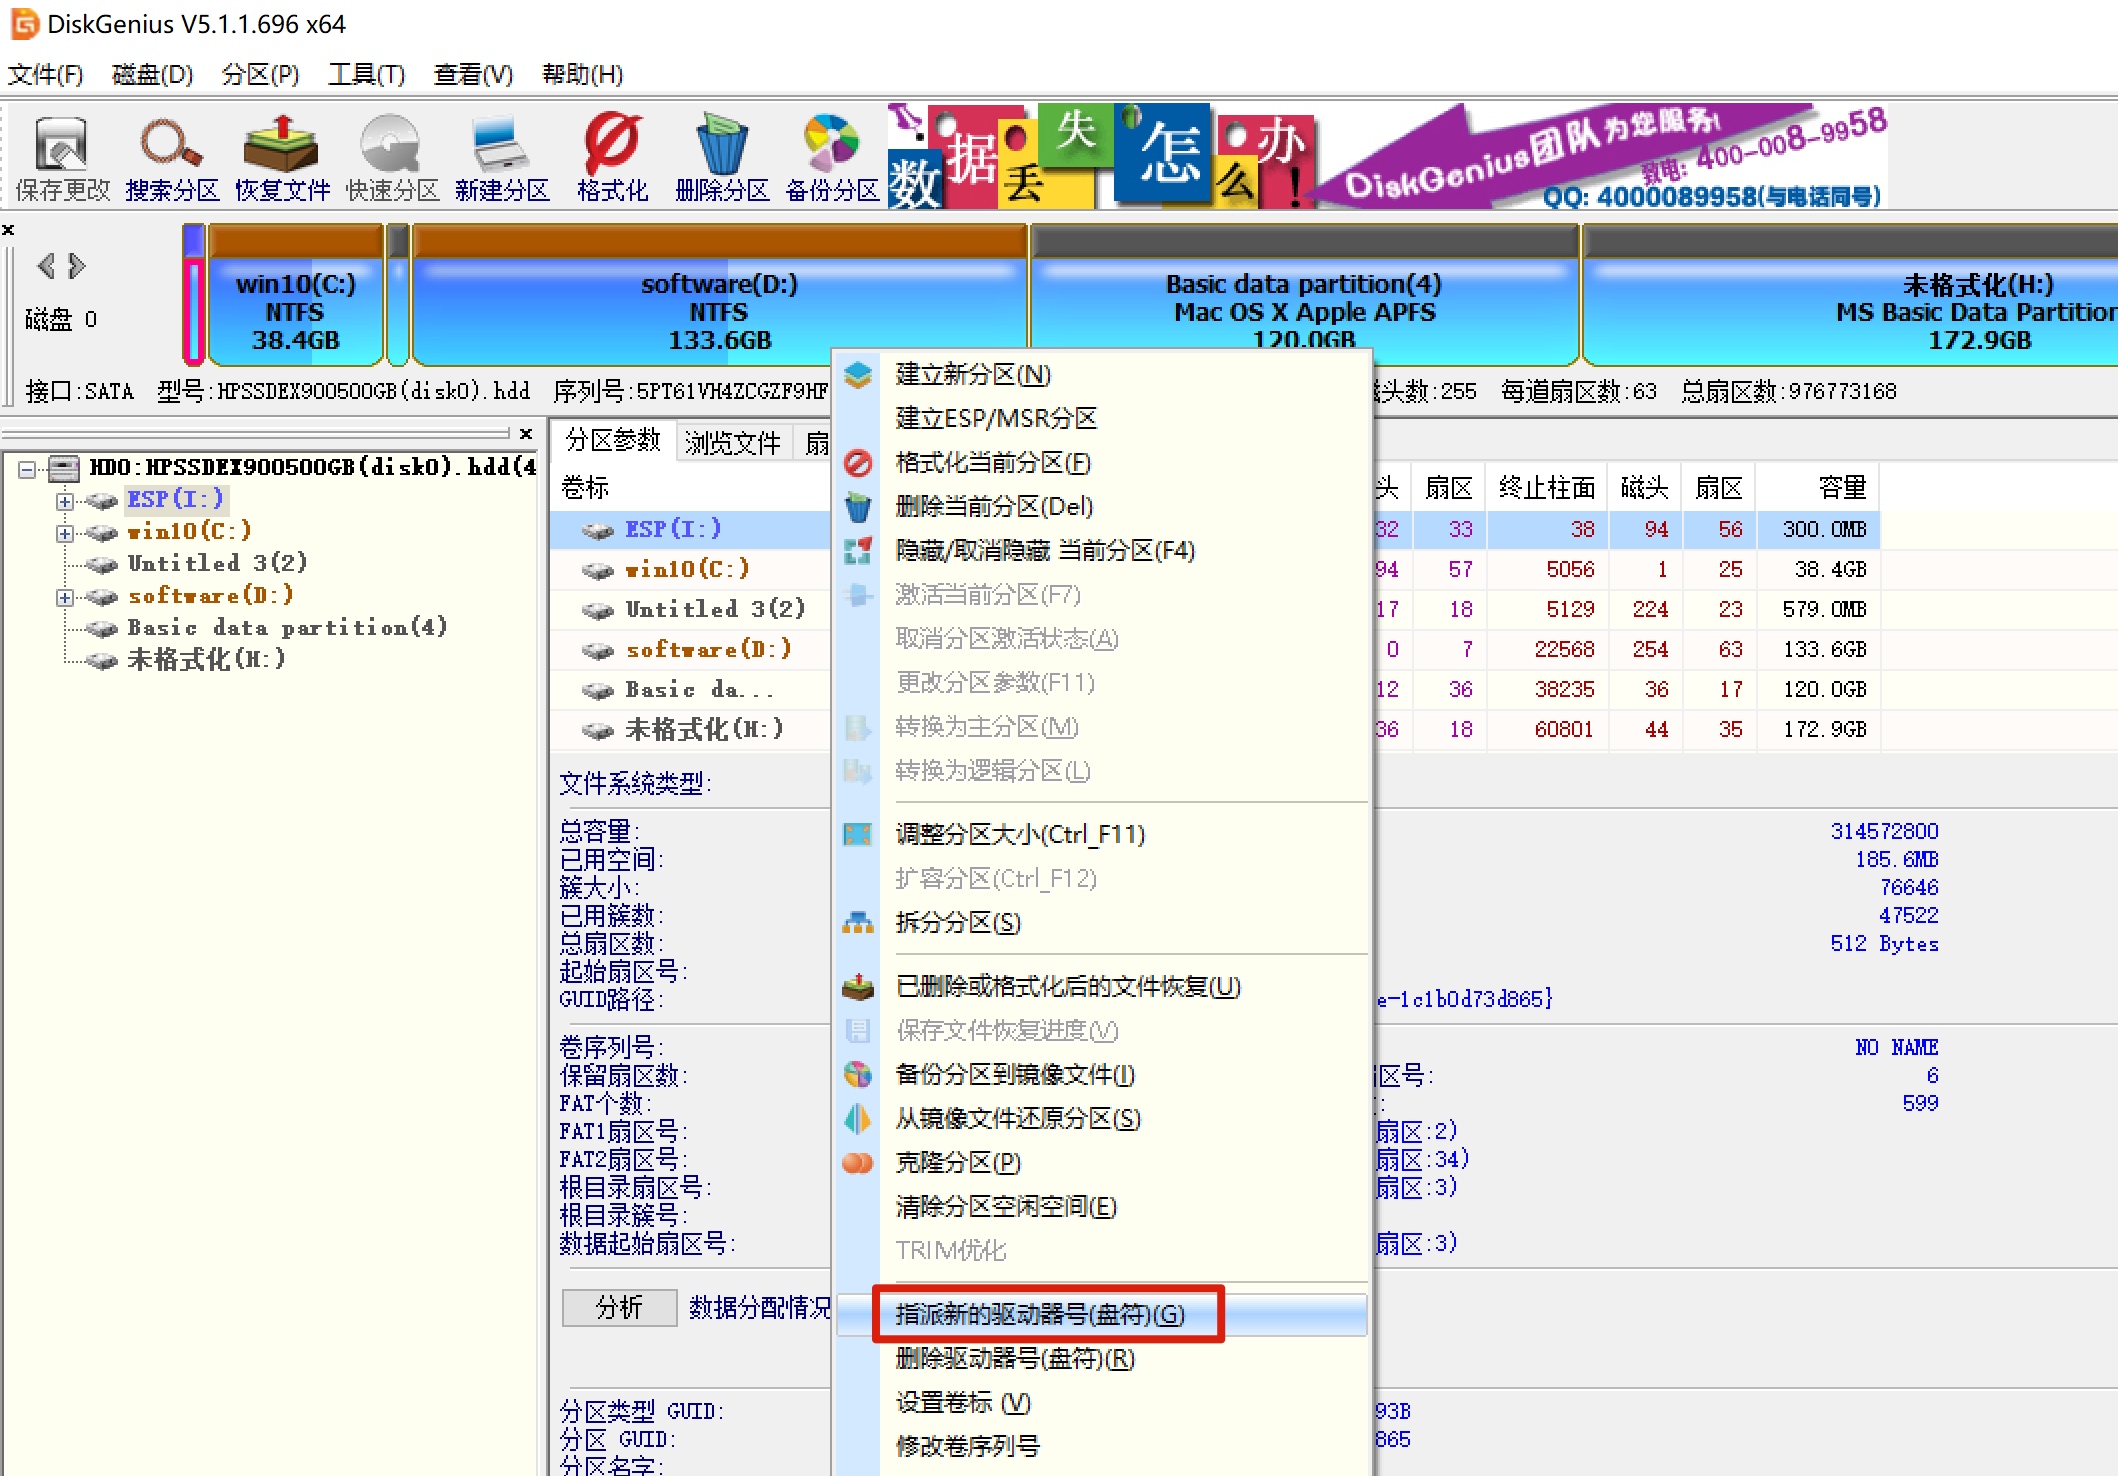 DiskGenius V5.1.1.696 x64
文件(F) 磁盘(D) 分区(P) 工具(T) 查看(V) 帮助(H)
保存更改 搜索分区 恢复文件 快速分区 新建分区 格式化 删除分区 备份分区
数据丢失怎么办!
DiskGenius团队为您服务!
致电: 400-008-9958
QQ: 4000089958(与电话同号)
磁盘 0
win10(C:)
NTFS
38.4GB
software(D:)
NTFS
133.6GB
Basic data partition(4)
Mac OS X Apple APFS
120.0GB
未格式化(H:)
MS Basic Data Partition
172.9GB
接口:SATA 型号:HPSSDEX900500GB(disk0).hdd 序列号:5PT61VH4ZCGZF9HF 头数:255 每道扇区数:63 总扇区数:976773168
HD0:HPSSDEX900500GB(disk0).hdd(4
ESP(I:)
win10(C:)
Untitled 3(2)
software(D:)
Basic data partition(4)
未格式化(H:)
分区参数 浏览文件 扇
卷标 头 扇区 终止柱面 磁头 扇区 容量
ESP(I:) 32 33 38 94 56 300.0MB
win10(C:) 94 57 5056 1 25 38.4GB
Untitled 3(2) 17 18 5129 224 23 579.0MB
software(D:) 0 7 22568 254 63 133.6GB
Basic da... 12 36 38235 36 17 120.0GB
未格式化(H:) 36 18 60801 44 35 172.9GB
文件系统类型:
总容量: 314572800
已用空间: 185.6MB
簇大小: 76646
已用簇数: 47522
总扇区数: 512 Bytes
起始扇区号:
GUID路径: e-1c1b0d73d865}
卷序列号: NO NAME
保留扇区数: 区号: 6
FAT个数: : 599
FAT1扇区号: 扇区:2)
FAT2扇区号: 扇区:34)
根目录扇区号: 扇区:3)
根目录簇号:
数据起始扇区号: 扇区:3)
分析 数据分配情况
分区类型 GUID: 93B
分区 GUID: 865
分区名字:
建立新分区(N)
建立ESP/MSR分区
格式化当前分区(F)
删除当前分区(Del)
隐藏/取消隐藏 当前分区(F4)
激活当前分区(F7)
取消分区激活状态(A)
更改分区参数(F11)
转换为主分区(M)
转换为逻辑分区(L)
调整分区大小(Ctrl_F11)
扩容分区(Ctrl_F12)
拆分分区(S)
已删除或格式化后的文件恢复(U)
保存文件恢复进度(V)
备份分区到镜像文件(I)
从镜像文件还原分区(S)
克隆分区(P)
清除分区空闲空间(E)
TRIM优化
指派新的驱动器号(盘符)(G)
删除驱动器号(盘符)(R)
设置卷标 (V)
修改卷序列号